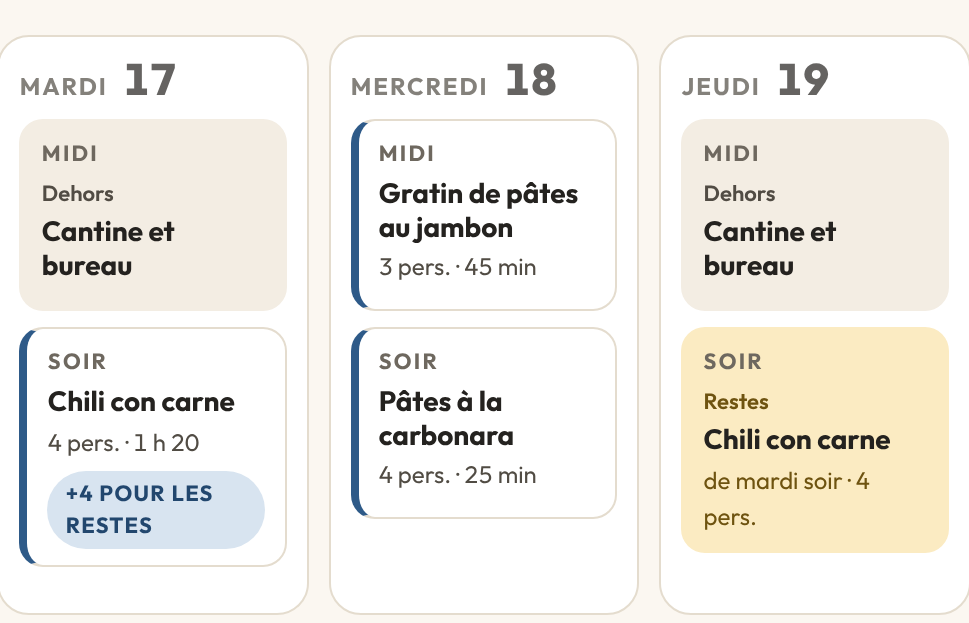 MARDI 17
MIDI
Dehors
Cantine et
bureau
SOIR
Chili con carne
4 pers. · 1 h 20
+4 POUR LES
RESTES
MERCREDI 18
MIDI
Gratin de pâtes
au jambon
3 pers. · 45 min
SOIR
Pâtes à la
carbonara
4 pers. · 25 min
JEUDI 19
MIDI
Dehors
Cantine et
bureau
SOIR
Restes
Chili con carne
de mardi soir · 4
pers.